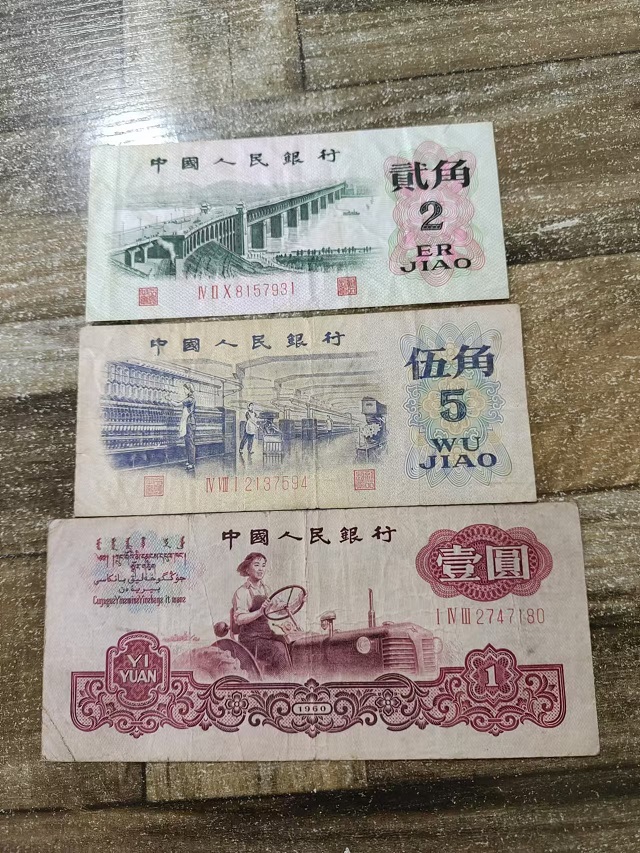 中國人民銀行
貳角
2
ER
JIAO
IV II X 8157931
中國人民銀行
伍角
5
WU
JIAO
IV VIII I 2137594
中國人民銀行
壹圓
I IV III 2747180
YI
YUAN
1960
1